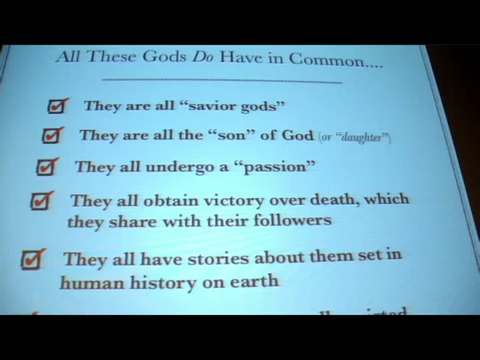 All These Gods Do Have in Common....
They are all “savior gods”
They are all the “son” of God (or “daughter”)
They all undergo a “passion”
They all obtain victory over death, which
they share with their followers
They all have stories about them set in
human history on earth